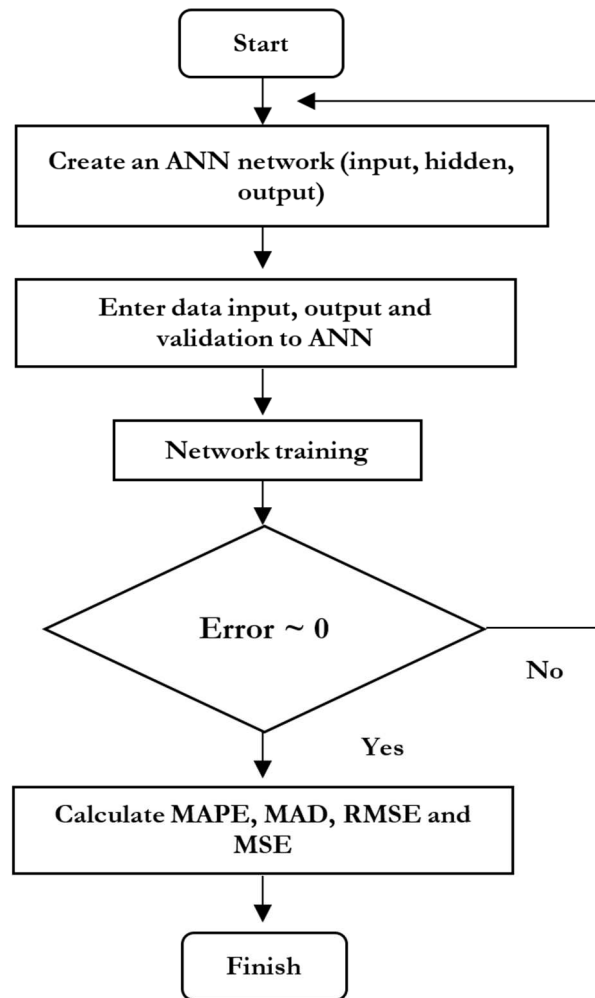 Start
Create an ANN network (input, hidden,
output)
Enter data input, output and
validation to ANN
Network training
Error ~ 0
No
Yes
Calculate MAPE, MAD, RMSE and
MSE
Finish